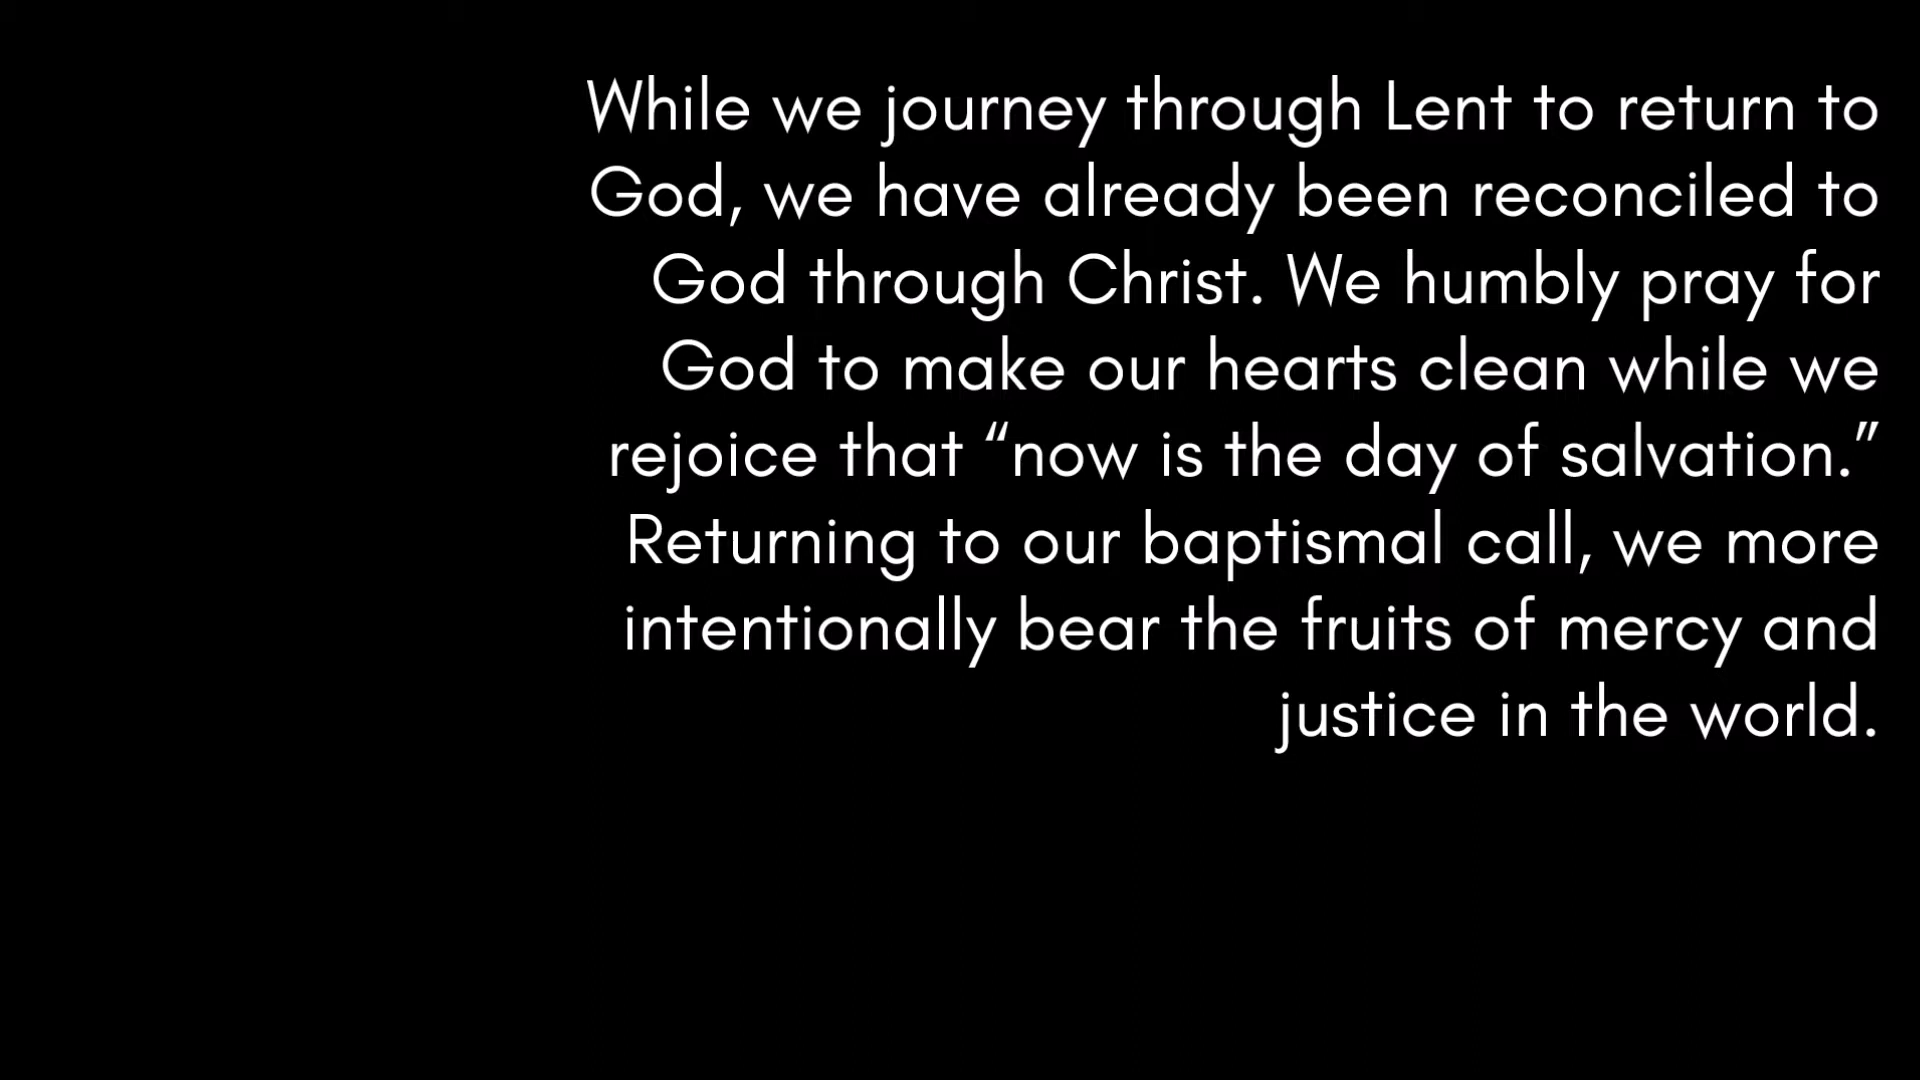 While we journey through Lent to return to
God, we have already been reconciled to
God through Christ. We humbly pray for
God to make our hearts clean while we
rejoice that “now is the day of salvation.”
Returning to our baptismal call, we more
intentionally bear the fruits of mercy and
justice in the world.